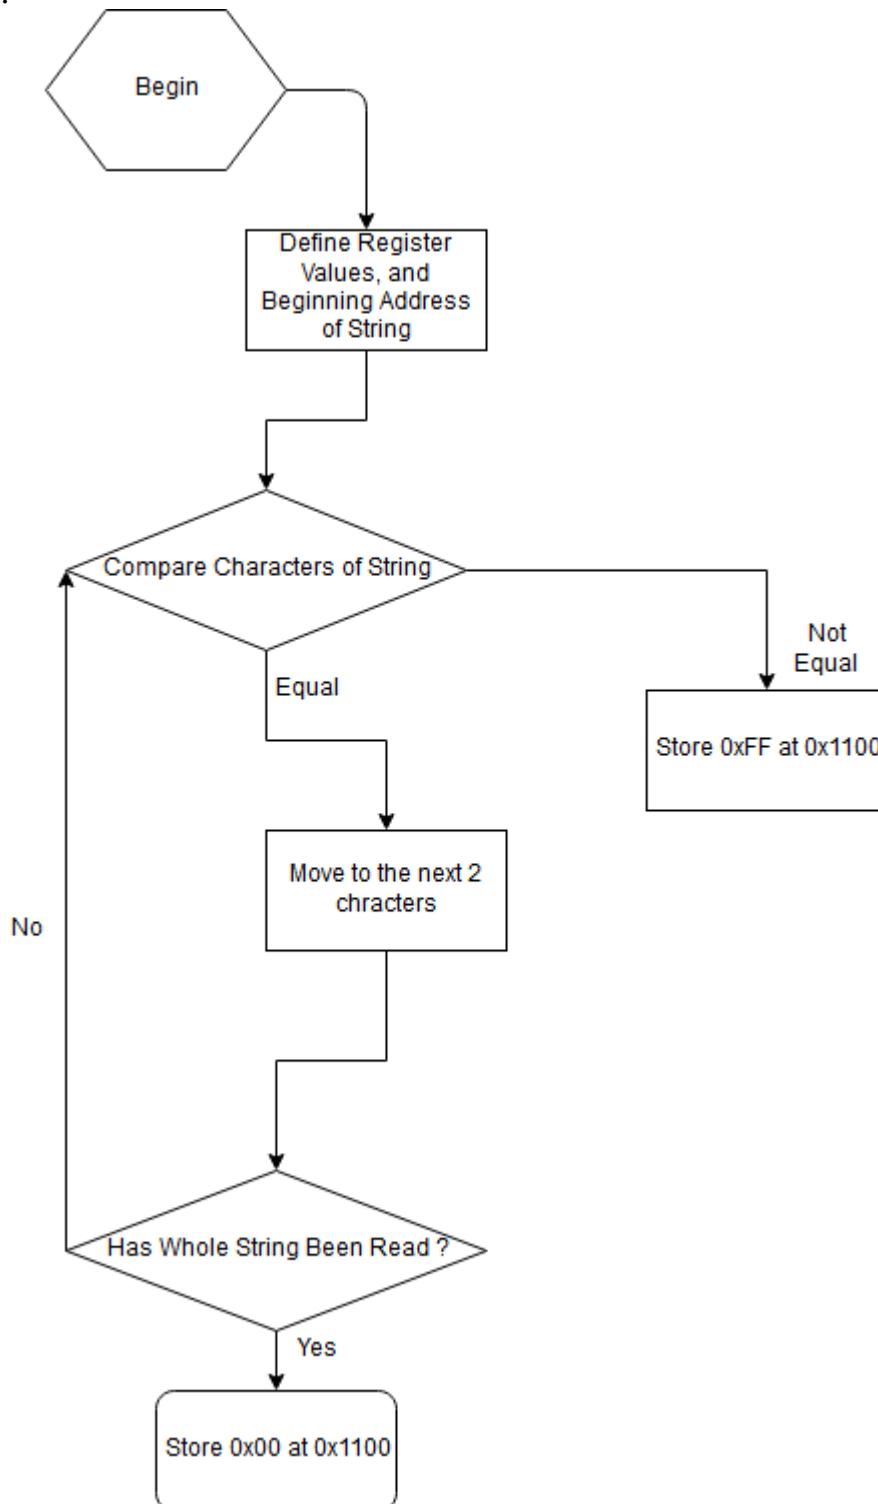 Begin
Define Register
Values, and
Beginning Address
of String
Compare Characters of String
Not
Equal
Equal
Store 0xFF at 0x1100
Move to the next 2
chracters
No
Has Whole String Been Read ?
Yes
Store 0x00 at 0x1100